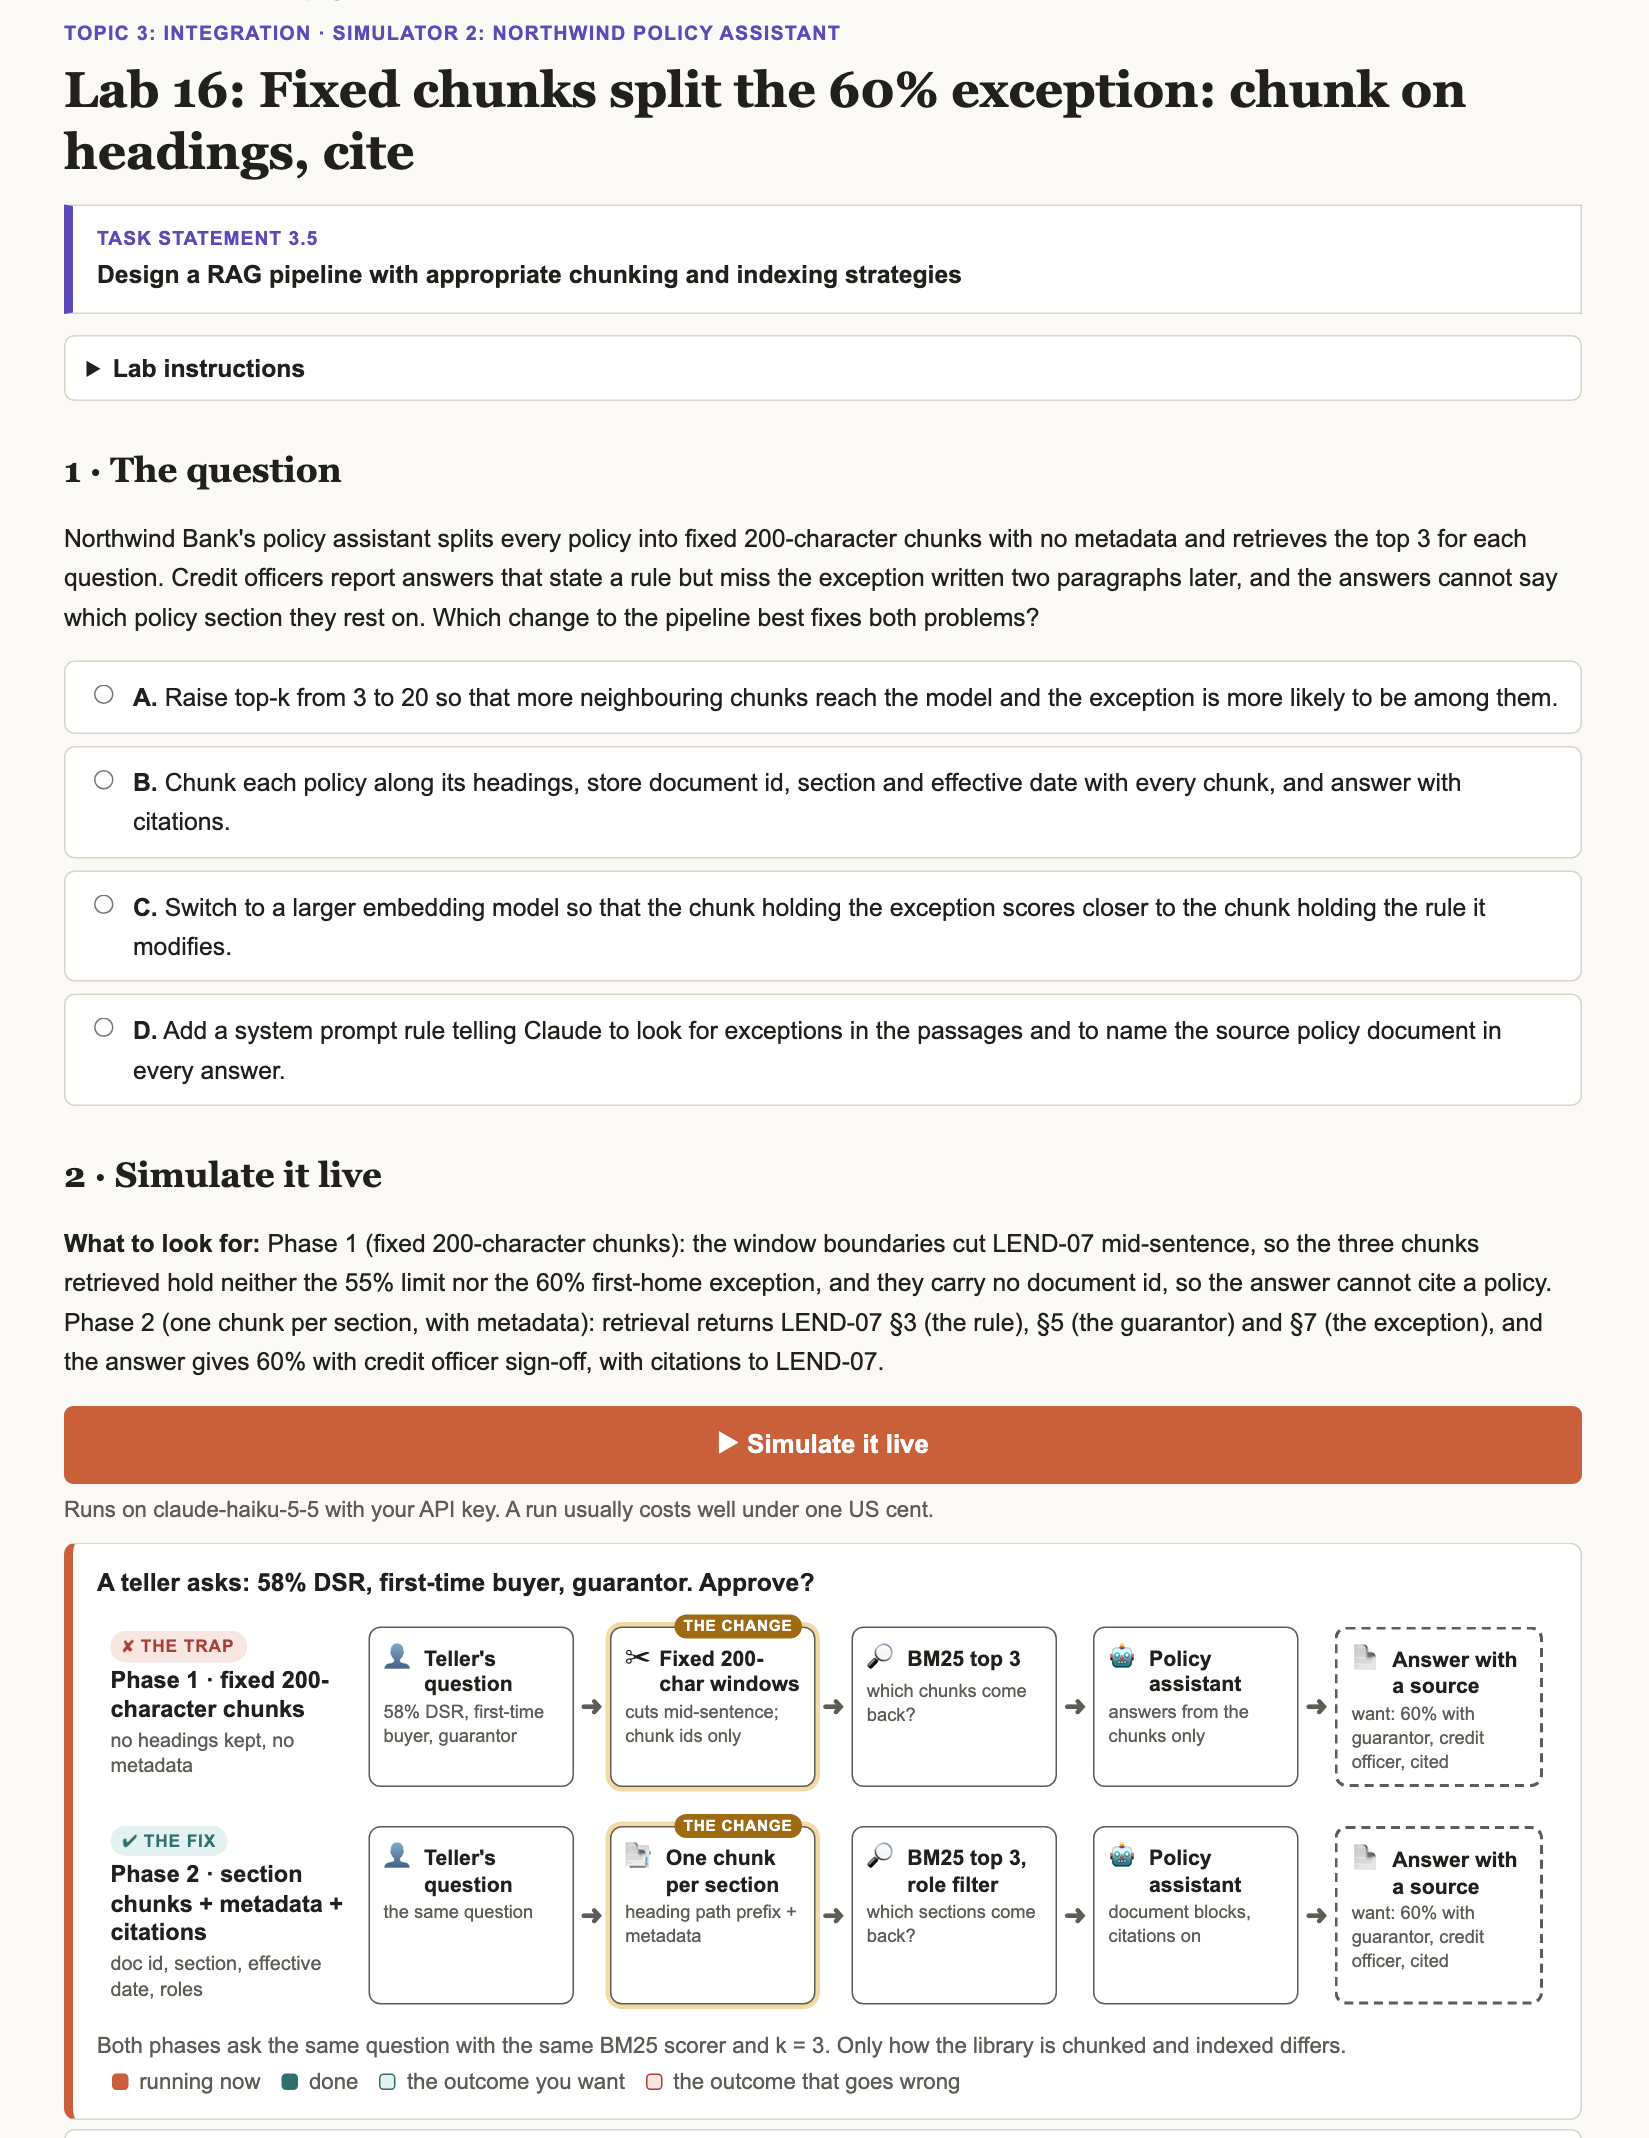 TOPIC 3: INTEGRATION · SIMULATOR 2: NORTHWIND POLICY ASSISTANT
Lab 16: Fixed chunks split the 60% exception: chunk on
headings, cite
TASK STATEMENT 3.5
Design a RAG pipeline with appropriate chunking and indexing strategies
▶ Lab instructions
1 · The question
Northwind Bank's policy assistant splits every policy into fixed 200-character chunks with no metadata and retrieves the top 3 for each
question. Credit officers report answers that state a rule but miss the exception written two paragraphs later, and the answers cannot say
which policy section they rest on. Which change to the pipeline best fixes both problems?
A. Raise top-k from 3 to 20 so that more neighbouring chunks reach the model and the exception is more likely to be among them.
B. Chunk each policy along its headings, store document id, section and effective date with every chunk, and answer with
citations.
C. Switch to a larger embedding model so that the chunk holding the exception scores closer to the chunk holding the rule it
modifies.
D. Add a system prompt rule telling Claude to look for exceptions in the passages and to name the source policy document in
every answer.
2 · Simulate it live
What to look for: Phase 1 (fixed 200-character chunks): the window boundaries cut LEND-07 mid-sentence, so the three chunks
retrieved hold neither the 55% limit nor the 60% first-home exception, and they carry no document id, so the answer cannot cite a policy.
Phase 2 (one chunk per section, with metadata): retrieval returns LEND-07 §3 (the rule), §5 (the guarantor) and §7 (the exception), and
the answer gives 60% with credit officer sign-off, with citations to LEND-07.
▶ Simulate it live
Runs on claude-haiku-5-5 with your API key. A run usually costs well under one US cent.
A teller asks: 58% DSR, first-time buyer, guarantor. Approve?
✘ THE TRAP
Phase 1 · fixed 200-
character chunks
no headings kept, no
metadata
Teller's
question
58% DSR, first-time
buyer, guarantor
THE CHANGE
Fixed 200-
char windows
cuts mid-sentence;
chunk ids only
BM25 top 3
which chunks come
back?
Policy
assistant
answers from the
chunks only
Answer with
a source
want: 60% with
guarantor, credit
officer, cited
✔ THE FIX
Phase 2 · section
chunks + metadata +
citations
doc id, section, effective
date, roles
Teller's
question
the same question
THE CHANGE
One chunk
per section
heading path prefix +
metadata
BM25 top 3,
role filter
which sections come
back?
Policy
assistant
document blocks,
citations on
Answer with
a source
want: 60% with
guarantor, credit
officer, cited
Both phases ask the same question with the same BM25 scorer and k = 3. Only how the library is chunked and indexed differs.
running now done the outcome you want the outcome that goes wrong